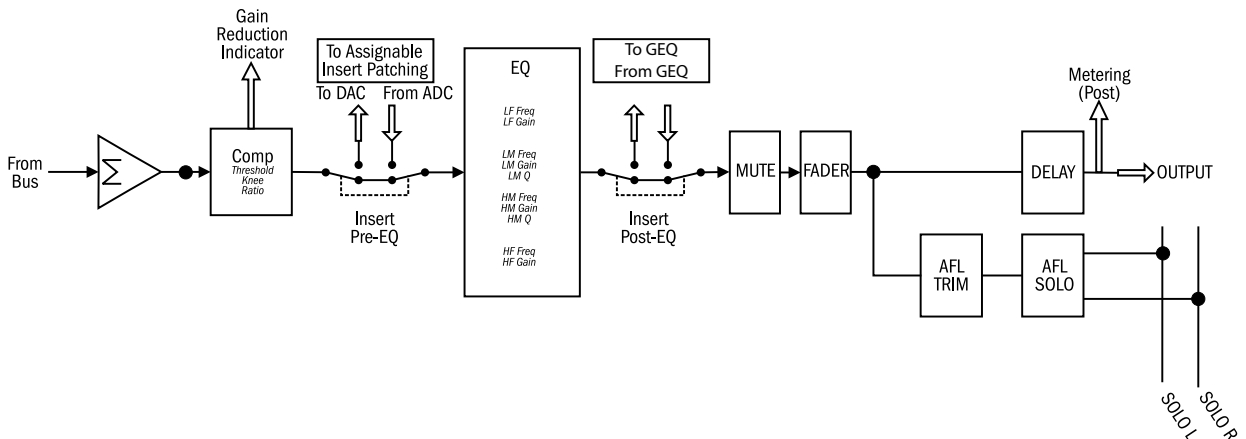 Gain
Reduction
Indicator
To Assignable
Insert Patching
To DAC From ADC
EQ
LF Freq
LF Gain
LM Freq
LM Gain
LM Q
HM Freq
HM Gain
HM Q
HF Freq
HF Gain
To GEQ
From GEQ
Metering
(Post)
From
Bus
Σ
Comp
Threshold
Knee
Ratio
Insert
Pre-EQ
Insert
Post-EQ
MUTE
FADER
DELAY
OUTPUT
AFL
TRIM
AFL
SOLO
SOLO L
SOLO R